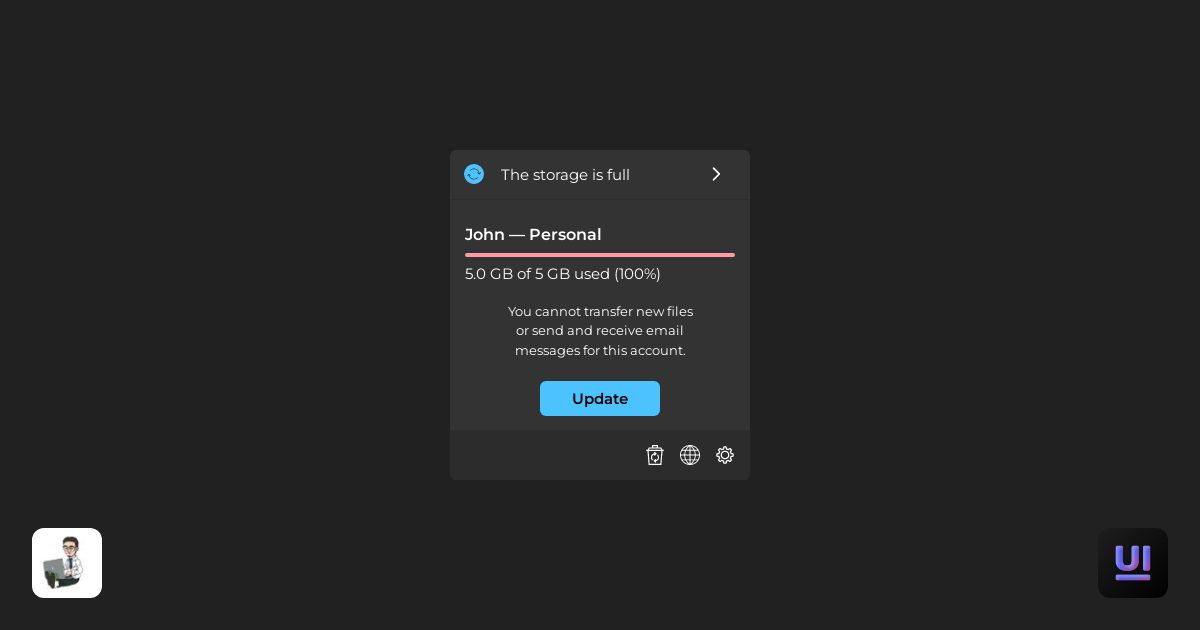 The storage is full
John — Personal
5.0 GB of 5 GB used (100%)
You cannot transfer new files
or send and receive email
messages for this account.
Update
UI